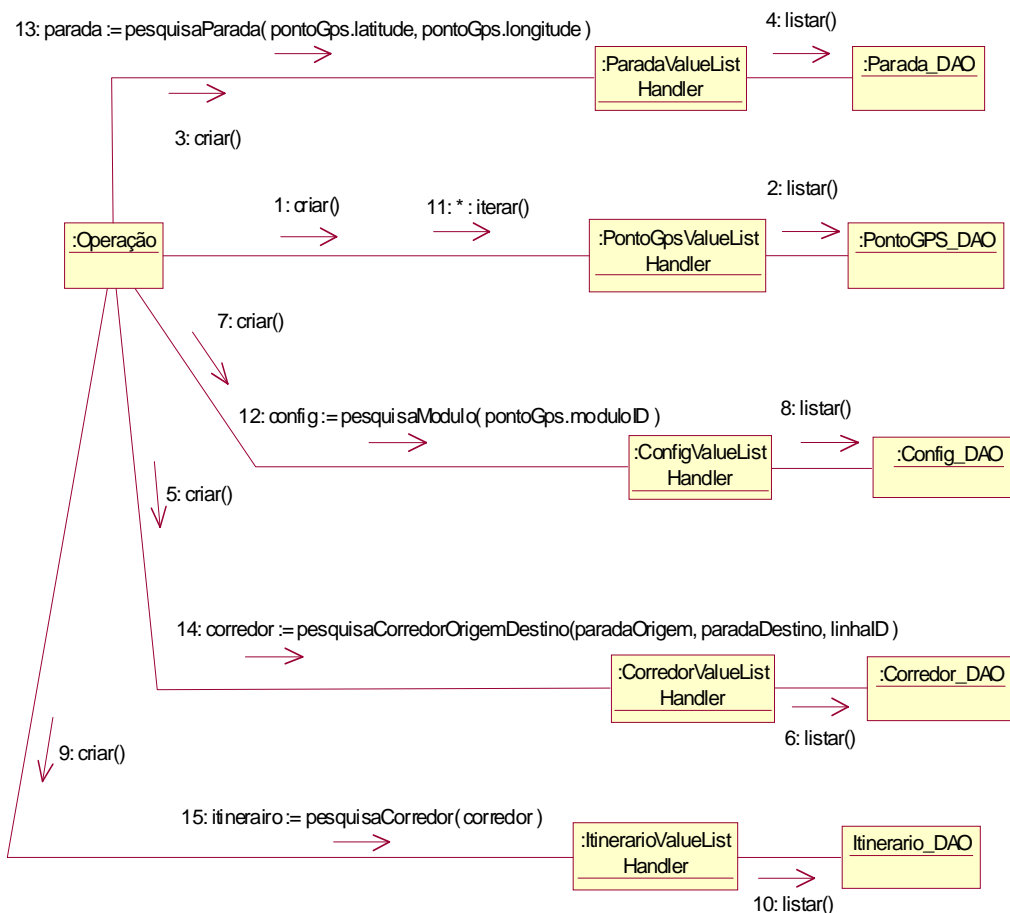 13: parada := pesquisaParada( pontoGps.latitude, pontoGps.longitude )
4: listar()
:ParadaValueList
Handler
:Parada_DAO
3: criar()
1: criar()
11: * : iterar()
2: listar()
:Operação
:PontoGpsValueList
Handler
:PontoGPS_DAO
7: criar()
12: config := pesquisaModulo( pontoGps.moduloID )
8: listar()
:ConfigValueList
Handler
:Config_DAO
5: criar()
14: corredor := pesquisaCorredorOrigemDestino(paradaOrigem, paradaDestino, linhaID)
:CorredorValueList
Handler
:Corredor_DAO
6: listar()
9: criar()
15: itinerairo := pesquisaCorredor( corredor )
:ItinerarioValueList
Handler
Itinerario_DAO
10: listar()